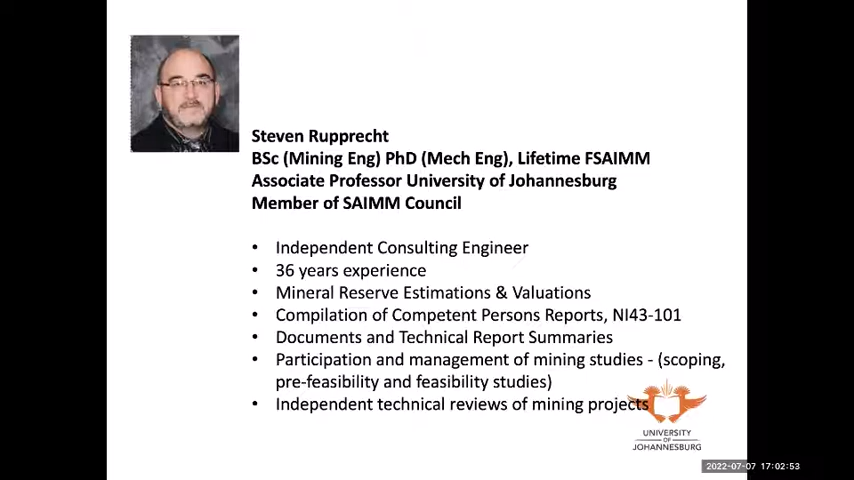 Steven Rupprecht
BSc (Mining Eng) PhD (Mech Eng), Lifetime FSAIMM
Associate Professor University of Johannesburg
Member of SAIMM Council
• Independent Consulting Engineer
• 36 years experience
• Mineral Reserve Estimations & Valuations
• Compilation of Competent Persons Reports, NI43-101
• Documents and Technical Report Summaries
• Participation and management of mining studies - (scoping,
pre-feasibility and feasibility studies)
• Independent technical reviews of mining projects
UNIVERSITY
OF
JOHANNESBURG
2022-07-07 17:02:53